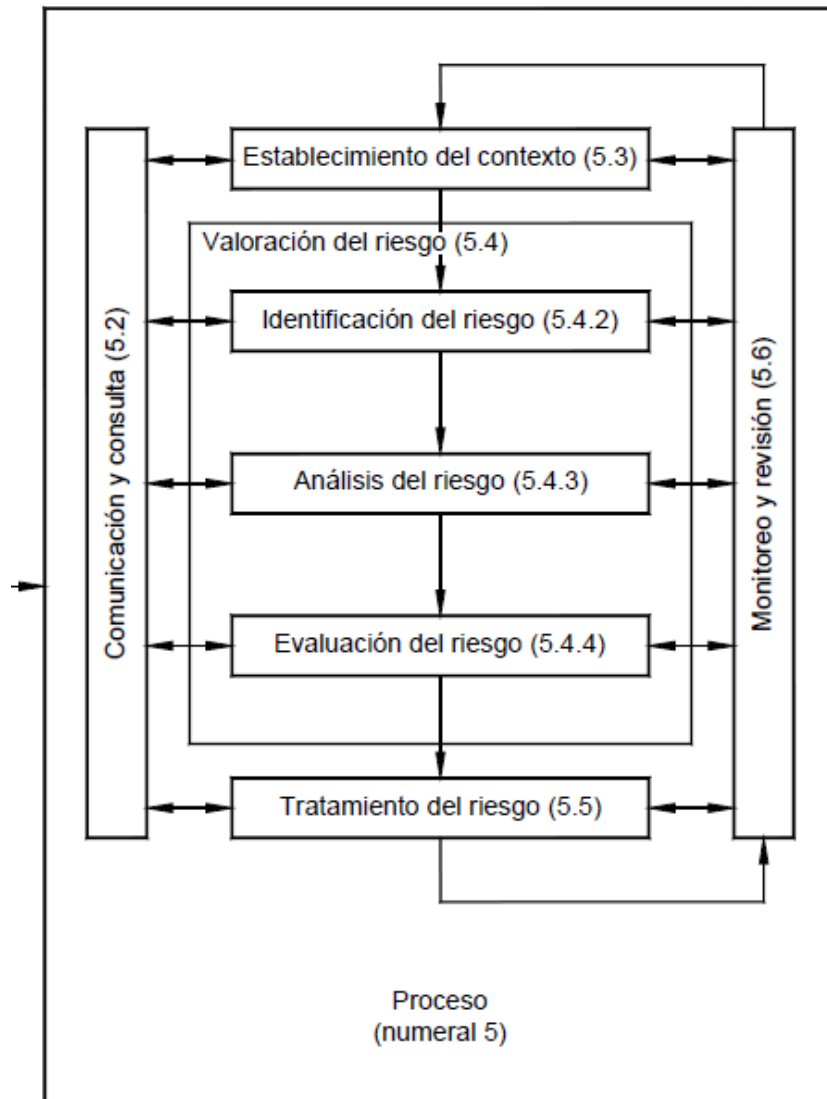 Establecimiento del contexto (5.3)
Valoración del riesgo (5.4)
Identificación del riesgo (5.4.2)
Análisis del riesgo (5.4.3)
Evaluación del riesgo (5.4.4)
Tratamiento del riesgo (5.5)
Comunicación y consulta (5.2)
Monitoreo y revisión (5.6)
Proceso
(numeral 5)